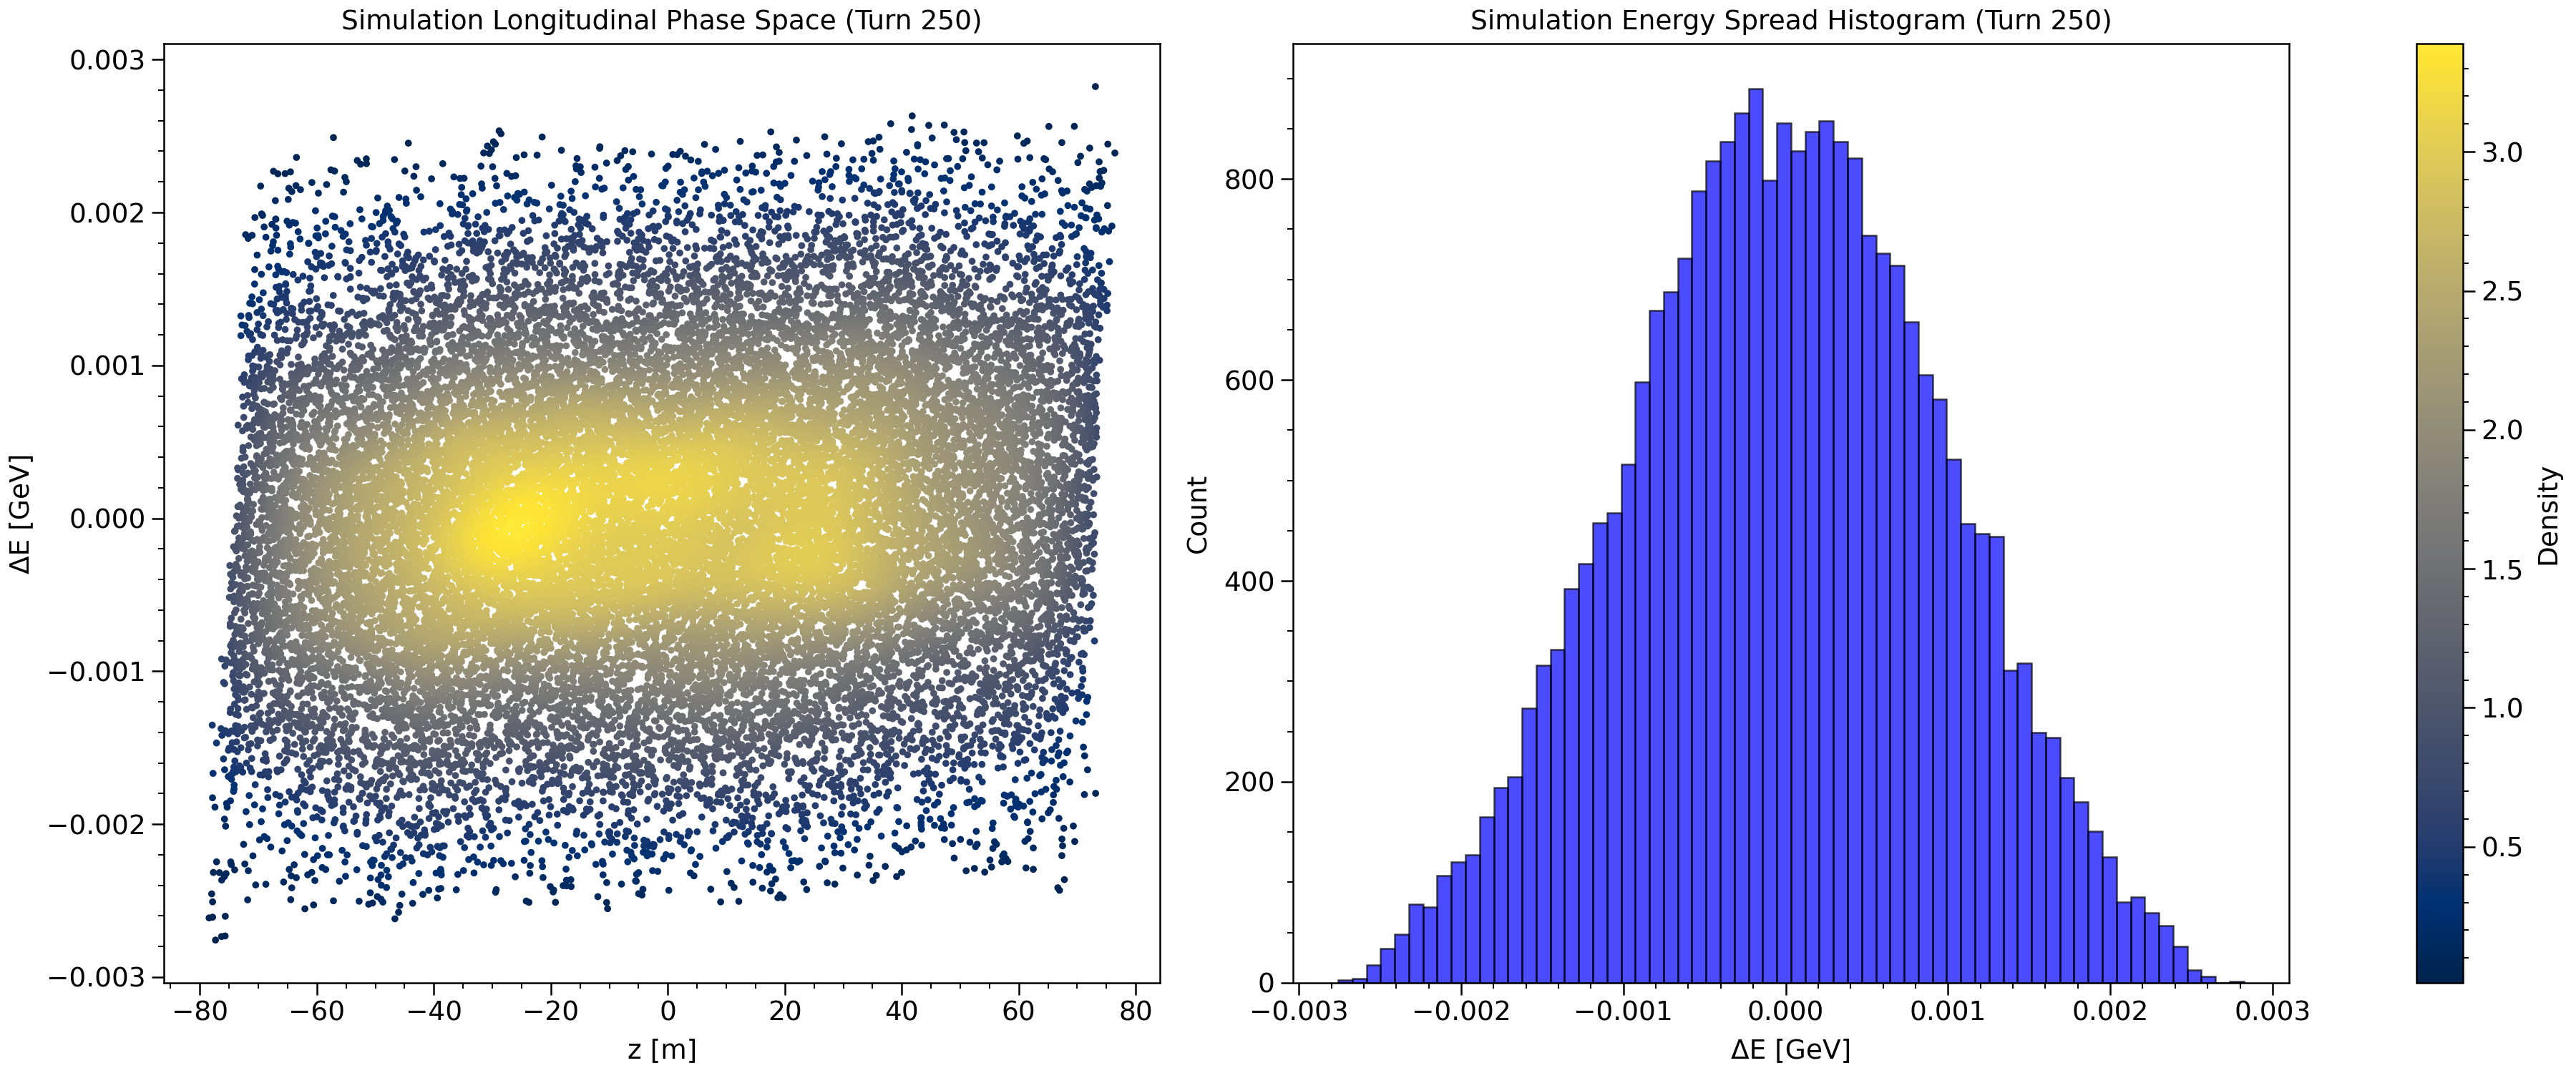 Simulation Longitudinal Phase Space (Turn 250)
ΔE [GeV]
0.003
0.002
0.001
0.000
−0.001
−0.002
−0.003
−80 −60 −40 −20 0 20 40 60 80
z [m]
Simulation Energy Spread Histogram (Turn 250)
Count
800
600
400
200
0
−0.003 −0.002 −0.001 0.000 0.001 0.002 0.003
ΔE [GeV]
3.0
2.5
2.0
1.5
1.0
0.5
Density